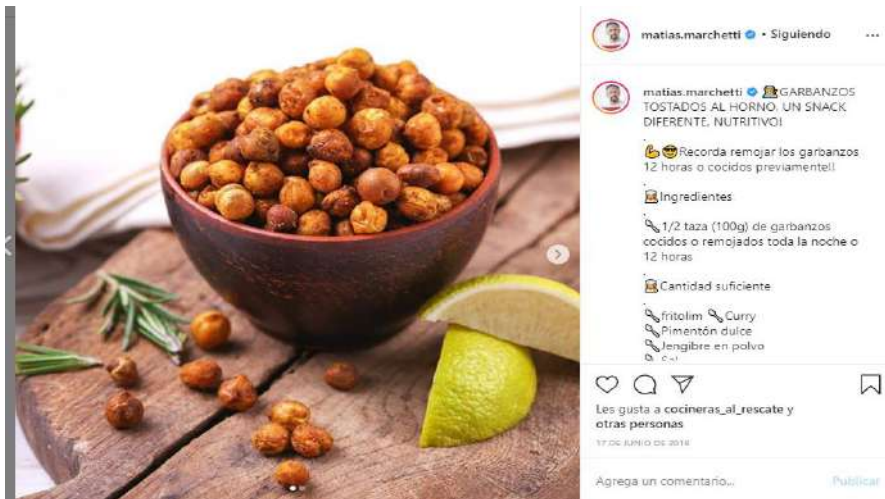 matias.marchetti • Siguiendo ...
matias.marchetti GARBANZOS
TOSTADOS AL HORNO, UN SNACK
DIFERENTE, NUTRITIVO!
.
Recorda remojar los garbanzos
12 horas o cocidos previamente!!
.
Ingredientes
.
1/2 taza (100g) de garbanzos
cocidos o remojados toda la noche o
12 horas
.
Cantidad suficiente
.
fritolim Curry
Pimentón dulce
Jengibre en polvo
Sal
Les gusta a cocineras_al_rescate y
otras personas
17 DE JUNIO DE 2018
Agrega un comentario...
Publicar